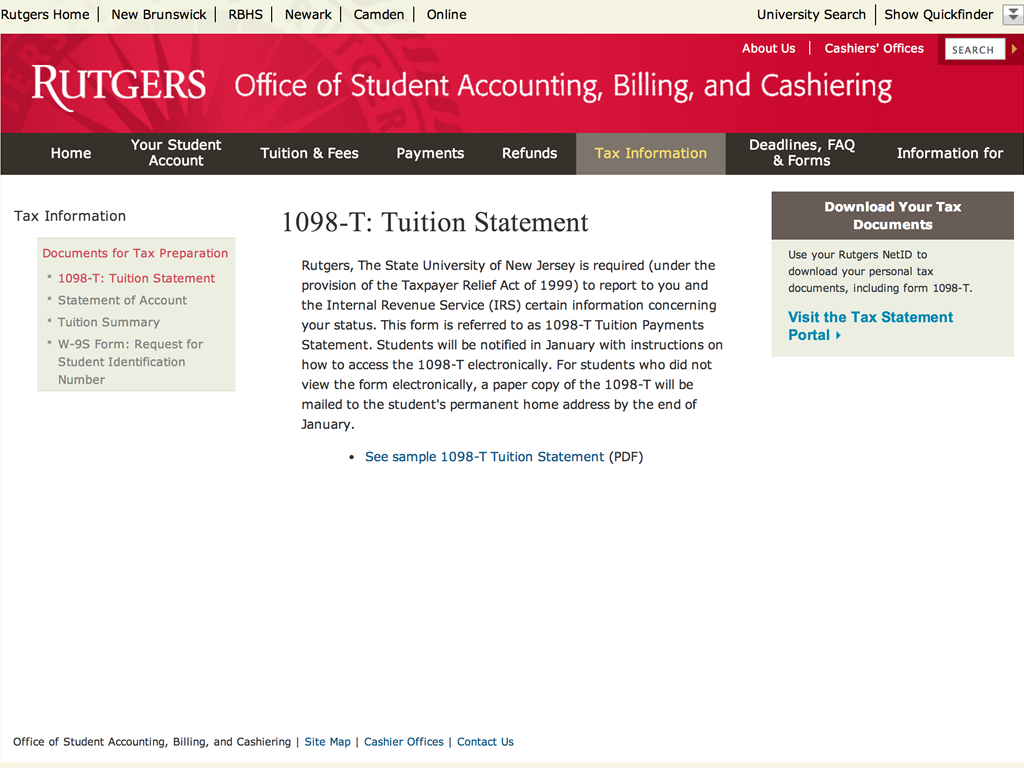 Rutgers Home | New Brunswick | RBHS | Newark | Camden | Online
University Search | Show Quickfinder
About Us | Cashiers' Offices
SEARCH
RUTGERS Office of Student Accounting, Billing, and Cashiering
Home
Your Student
Account
Tuition & Fees
Payments
Refunds
Tax Information
Deadlines, FAQ
& Forms
Information for
Tax Information
Documents for Tax Preparation
* 1098-T: Tuition Statement
* Statement of Account
* Tuition Summary
* W-9S Form: Request for
Student Identification
Number
1098-T: Tuition Statement
Rutgers, The State University of New Jersey is required (under the
provision of the Taxpayer Relief Act of 1999) to report to you and
the Internal Revenue Service (IRS) certain information concerning
your status. This form is referred to as 1098-T Tuition Payments
Statement. Students will be notified in January with instructions on
how to access the 1098-T electronically. For students who did not
view the form electronically, a paper copy of the 1098-T will be
mailed to the student's permanent home address by the end of
January.
• See sample 1098-T Tuition Statement (PDF)
Download Your Tax
Documents
Use your Rutgers NetID to
download your personal tax
documents, including form 1098-T.
Visit the Tax Statement
Portal
Office of Student Accounting, Billing, and Cashiering | Site Map | Cashier Offices | Contact Us